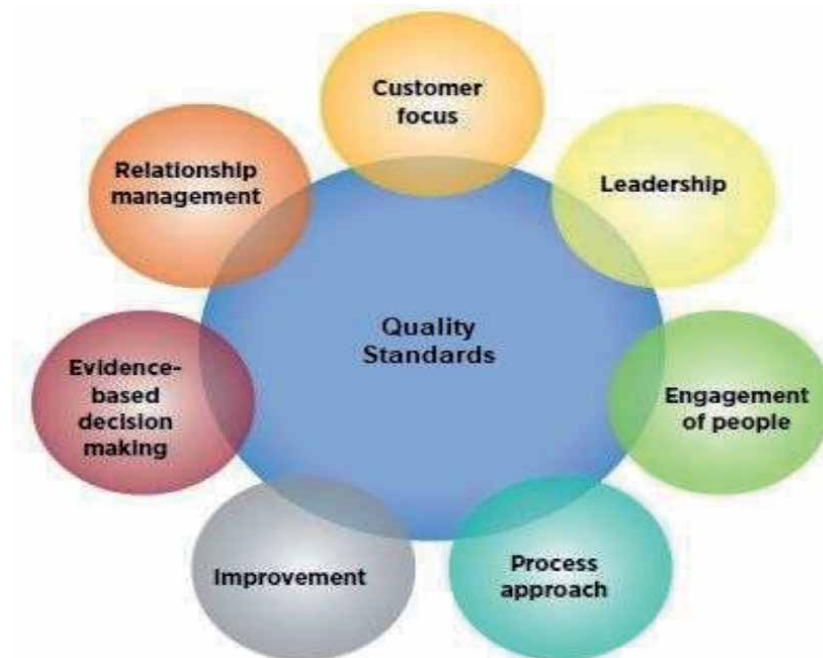 Customer
focus
Leadership
Engagement
of people
Process
approach
Improvement
Evidence-
based
decision
making
Relationship
management
Quality
Standards